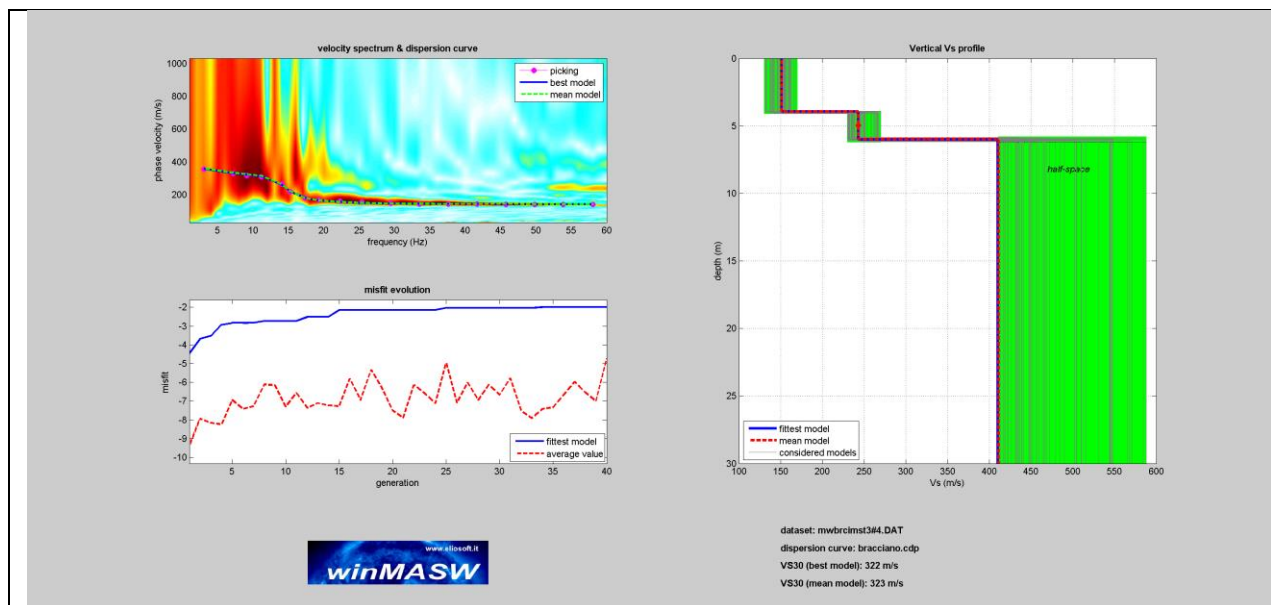 velocity spectrum & dispersion curve
1000
800
600
400
200
phase velocity (m/s)
picking
best model
mean model
5 10 15 20 25 30 35 40 45 50 55 60
frequency (Hz)
misfit evolution
-2
-3
-4
-5
-6
-7
-8
-9
-10
misfit
fittest model
average value
5 10 15 20 25 30 35 40
generation
Vertical Vs profile
0
5
10
15
20
25
30
depth (m)
half-space
fittest model
mean model
considered models
100 150 200 250 300 350 400 450 500 550 600
Vs (m/s)
www.eliosoft.it
winMASW
dataset: mwbrcimst3#4.DAT
dispersion curve: bracciano.cdp
VS30 (best model): 322 m/s
VS30 (mean model): 323 m/s